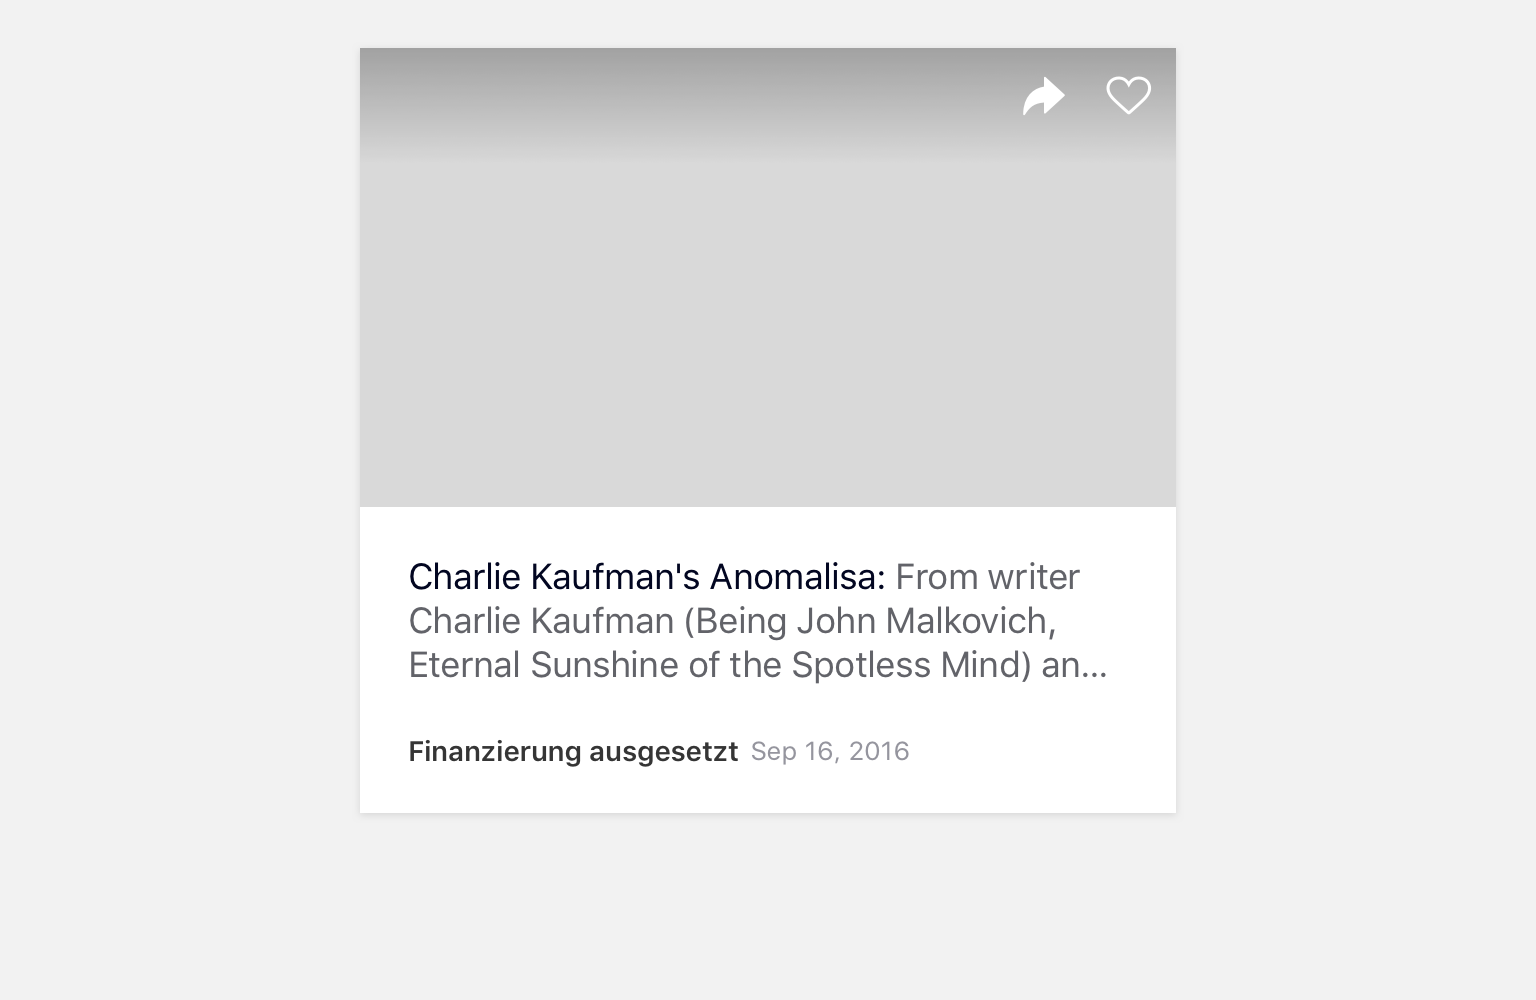 Charlie Kaufman's Anomalisa: From writer
Charlie Kaufman (Being John Malkovich,
Eternal Sunshine of the Spotless Mind) an…
Finanzierung ausgesetzt Sep 16, 2016